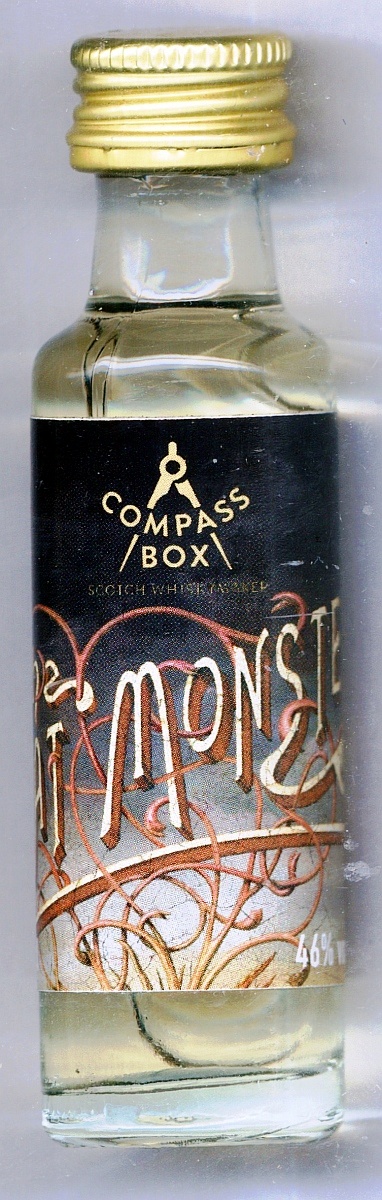 COMPASS
BOX
SCOTCH WHISKYMAKER
MONSTE
46%